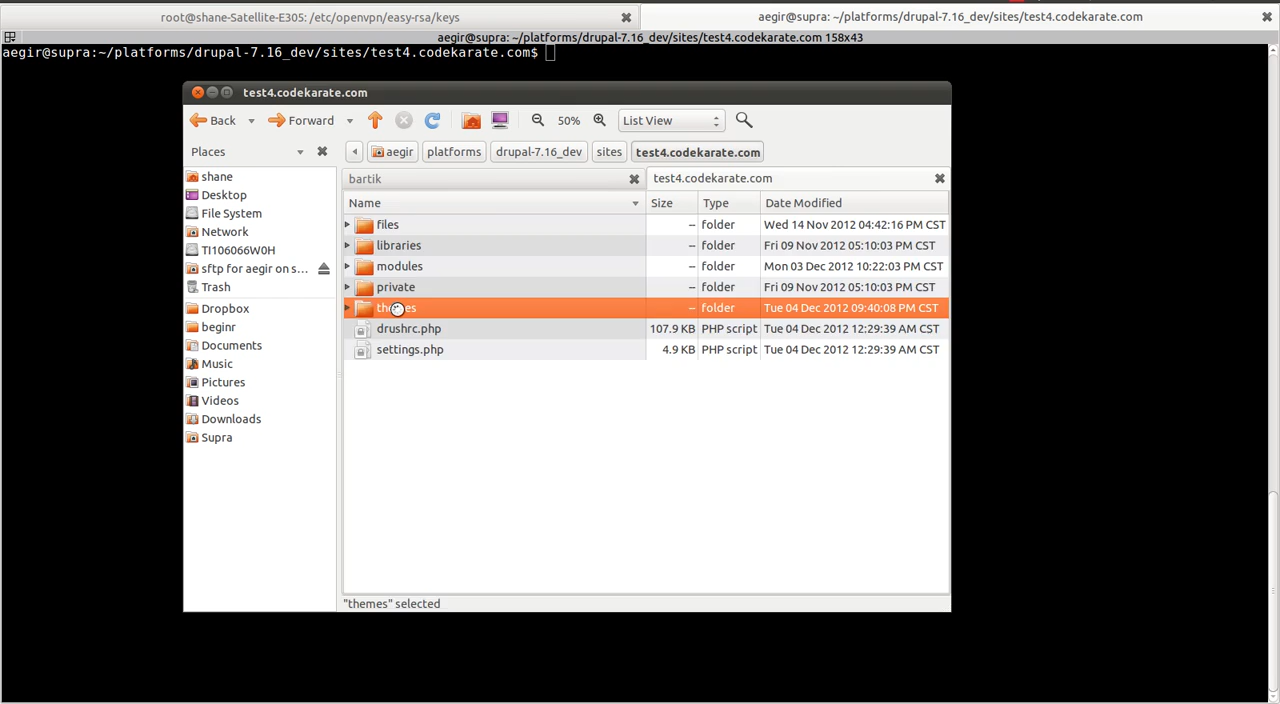 root@shane-Satellite-E305: /etc/openvpn/easy-rsa/keys
aegir@supra: ~/platforms/drupal-7.16_dev/sites/test4.codekarate.com
aegir@supra: ~/platforms/drupal-7.16_dev/sites/test4.codekarate.com 158x43
aegir@supra:~/platforms/drupal-7.16_dev/sites/test4.codekarate.com$
test4.codekarate.com
Back Forward 50% List View
Places aegir platforms drupal-7.16_dev sites test4.codekarate.com
shane
Desktop
File System
Network
TI106066W0H
sftp for aegir on s...
Trash
Dropbox
beginr
Documents
Music
Pictures
Videos
Downloads
Supra
bartik test4.codekarate.com
Name Size Type Date Modified
files -- folder Wed 14 Nov 2012 04:42:16 PM CST
libraries -- folder Fri 09 Nov 2012 05:10:03 PM CST
modules -- folder Mon 03 Dec 2012 10:22:03 PM CST
private -- folder Fri 09 Nov 2012 05:10:03 PM CST
themes -- folder Tue 04 Dec 2012 09:40:08 PM CST
drushrc.php 107.9 KB PHP script Tue 04 Dec 2012 12:29:39 AM CST
settings.php 4.9 KB PHP script Tue 04 Dec 2012 12:29:39 AM CST
"themes" selected